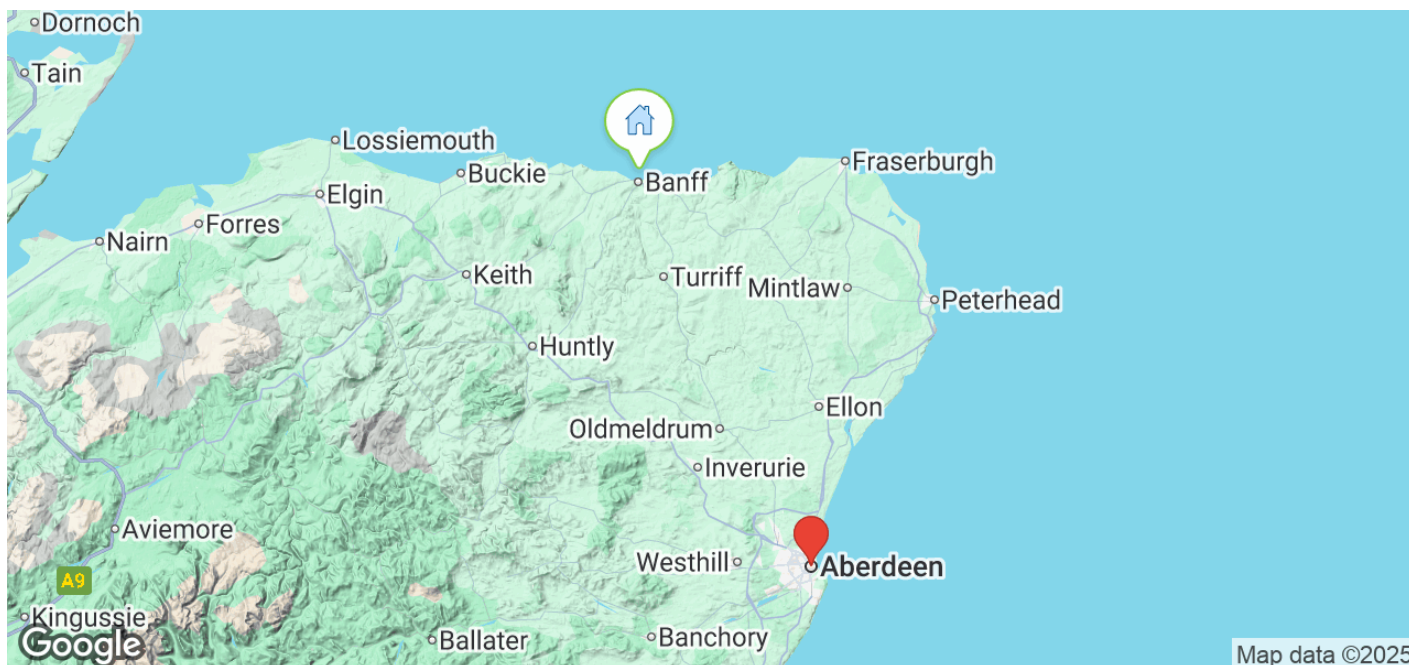 Dornoch
Tain
Lossiemouth
Fraserburgh
Buckie
Banff
Elgin
Forres
Nairn
Keith
Turriff
Mintlaw
Peterhead
Huntly
Ellon
Oldmeldrum
Inverurie
Aviemore
Westhill
Aberdeen
A9
Kingussie
Google
Ballater
Banchory
Map data ©2025